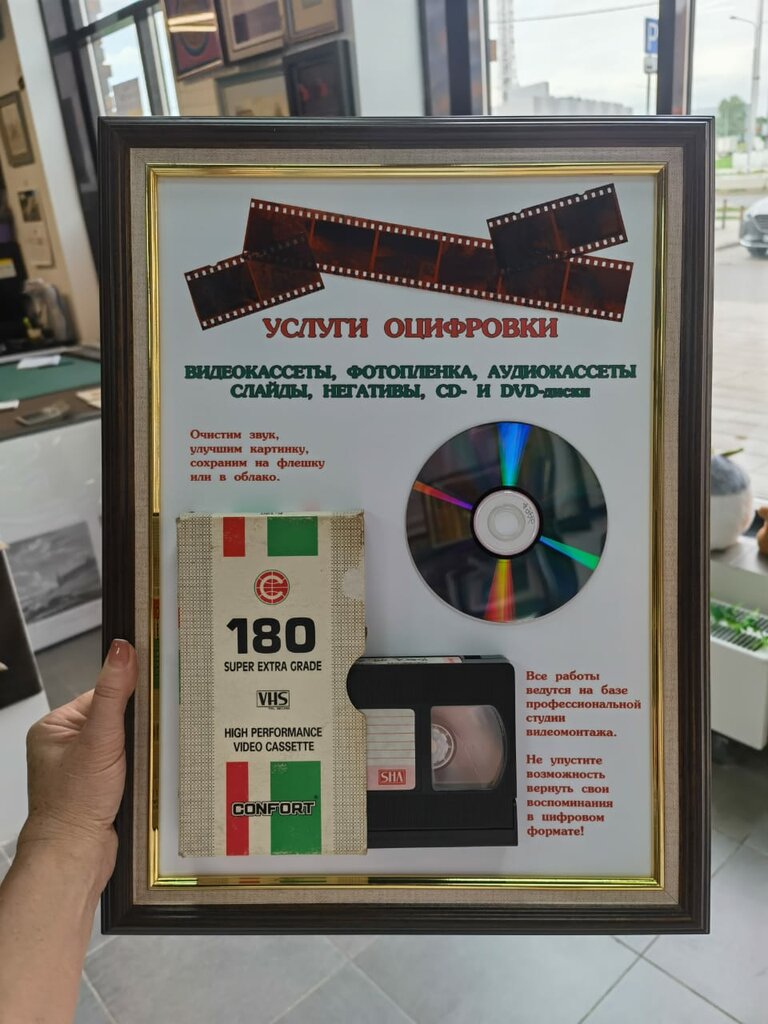 УСЛУГИ ОЦИФРОВКИ
ВИДЕОКАССЕТЫ, ФОТОПЛЕНКА, АУДИОКАССЕТЫ
СЛАЙДЫ, НЕГАТИВЫ, CD- И DVD-диски
Очистим звук,
улучшим картинку,
сохраним на флешку
или в облако.
180
SUPER EXTRA GRADE
VHS
HIGH PERFORMANCE
VIDEO CASSETTE
CONFORT
SHA
Все работы
ведутся на базе
профессиональной
студии
видеомонтажа.
Не упустите
возможность
вернуть свои
воспоминания
в цифровом
формате!
P